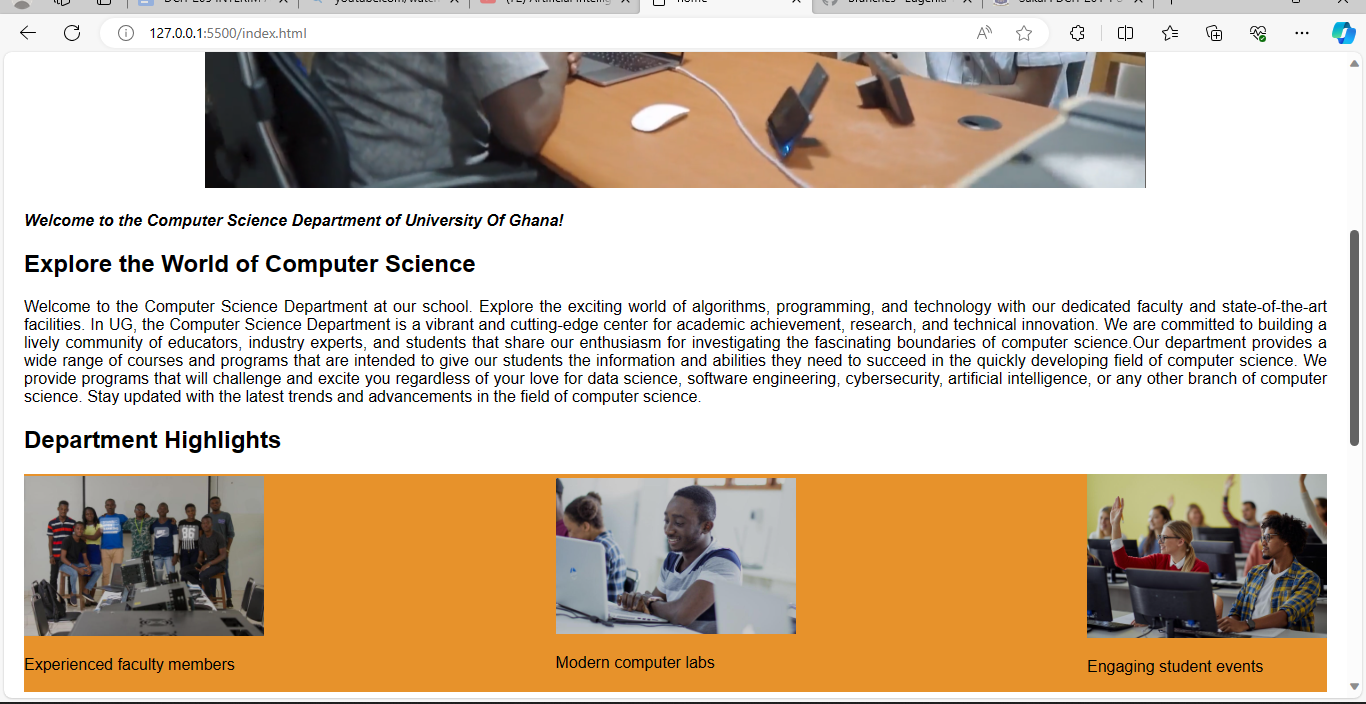 127.0.0.1:5500/index.html
Welcome to the Computer Science Department of University Of Ghana!
Explore the World of Computer Science
Welcome to the Computer Science Department at our school. Explore the exciting world of algorithms, programming, and technology with our dedicated faculty and state-of-the-art
facilities. In UG, the Computer Science Department is a vibrant and cutting-edge center for academic achievement, research, and technical innovation. We are committed to building a
lively community of educators, industry experts, and students that share our enthusiasm for investigating the fascinating boundaries of computer science.Our department provides a
wide range of courses and programs that are intended to give our students the information and abilities they need to succeed in the quickly developing field of computer science. We
provide programs that will challenge and excite you regardless of your love for data science, software engineering, cybersecurity, artificial intelligence, or any other branch of computer
science. Stay updated with the latest trends and advancements in the field of computer science.
Department Highlights
86
Experienced faculty members
Modern computer labs
Engaging student events